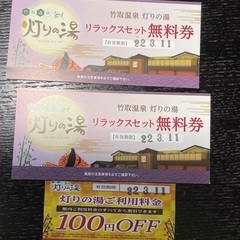 竹取温泉
灯りの湯
竹取温泉 灯りの湯
リラックスセット無料券
【有効期限】 22.3.11
灯りの湯
竹取温泉 灯りの湯
リラックスセット無料券
【有効期限】 22.3.11
灯りの湯
有効期限
22.3.11
灯りの湯ご利用料金
100円OFF